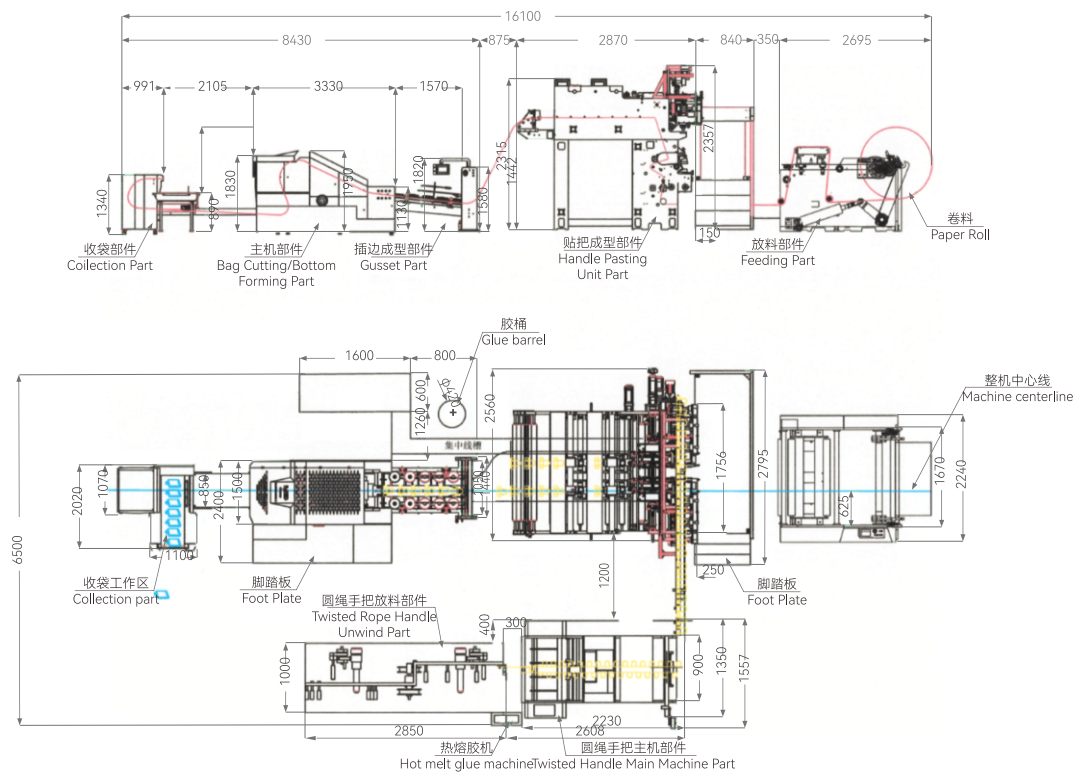 16100
8430
875
2870
840
350
2695
991
2105
3330
1570
1340
890
1830
1950
1130
1820
1580
2315
1442
2357
150
收袋部件
Collection Part
主机部件
Bag Cutting/Bottom
Forming Part
插边成型部件
Gusset Part
贴把成型部件
Handle Pasting
Unit Part
放料部件
Feeding Part
卷料
Paper Roll
胶桶
Glue barrel
整机中心线
Machine centerline
1600
800
600
Φ420
1260
集中线槽
2560
1756
2795
1670
2240
625
6500
2020
1070
850
1500
2400
1050
1440
1100
1200
250
收袋工作区
Collection part
脚踏板
Foot Plate
脚踏板
Foot Plate
圆绳手把放料部件
Twisted Rope Handle
Unwind Part
400
300
1000
900
1350
1557
2850
2230
2608
热熔胶机
Hot melt glue machine
圆绳手把主机部件
Twisted Handle Main Machine Part